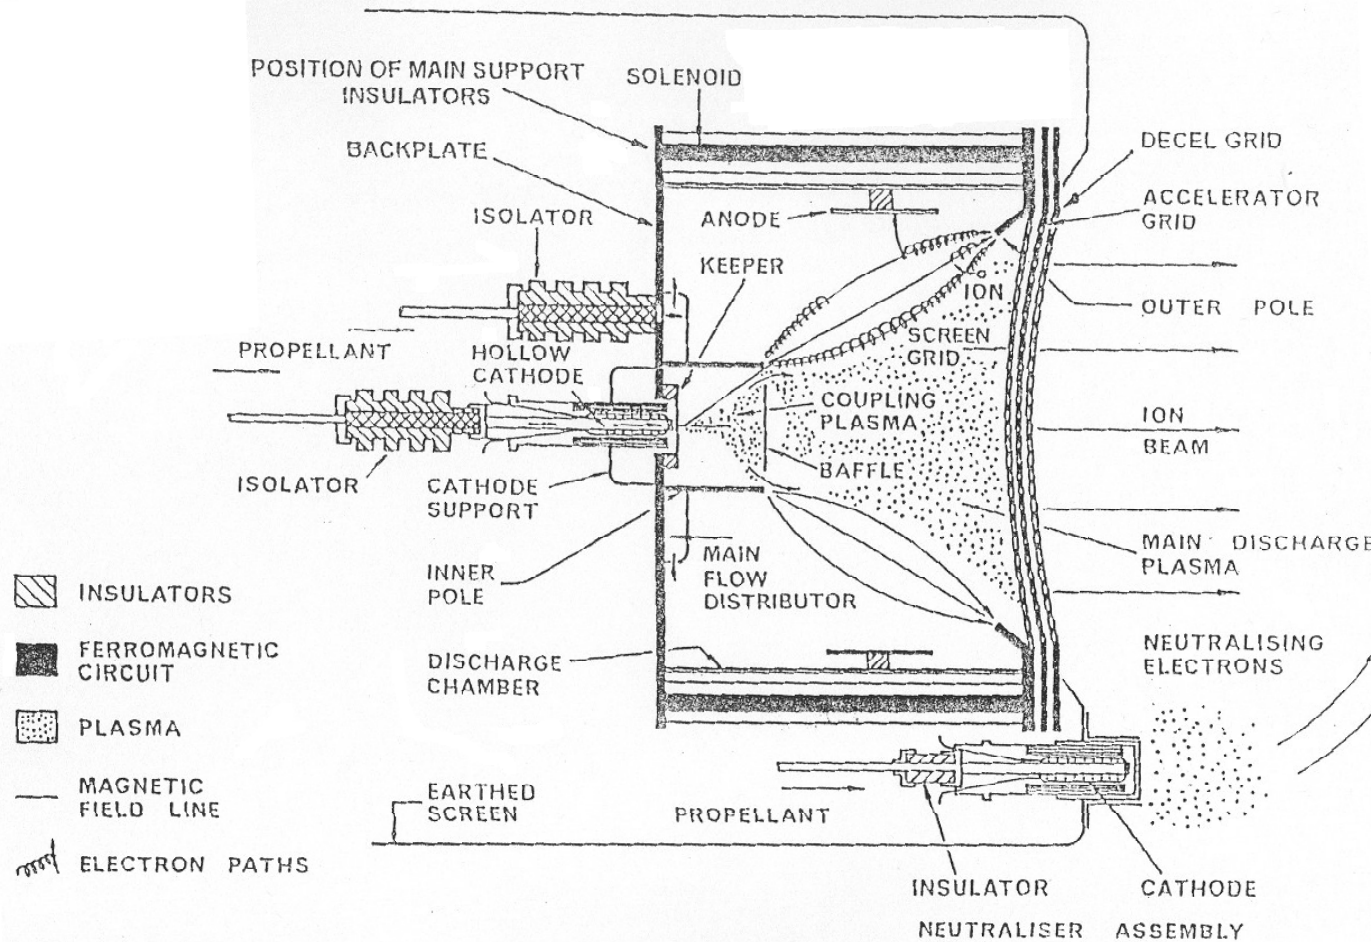 POSITION OF MAIN SUPPORT
INSULATORS
SOLENOID
BACKPLATE
DECEL GRID
ISOLATOR
ANODE
ACCELERATOR
GRID
KEEPER
ION
OUTER POLE
PROPELLANT
HOLLOW
CATHODE
SCREEN
GRID
COUPLING
PLASMA
ION
BEAM
BAFFLE
ISOLATOR
CATHODE
SUPPORT
MAIN DISCHARGE
PLASMA
INNER
POLE
MAIN
FLOW
DISTRIBUTOR
INSULATORS
FERROMAGNETIC
CIRCUIT
DISCHARGE
CHAMBER
NEUTRALISING
ELECTRONS
PLASMA
MAGNETIC
FIELD LINE
EARTHED
SCREEN
PROPELLANT
ELECTRON PATHS
INSULATOR
CATHODE
NEUTRALISER ASSEMBLY